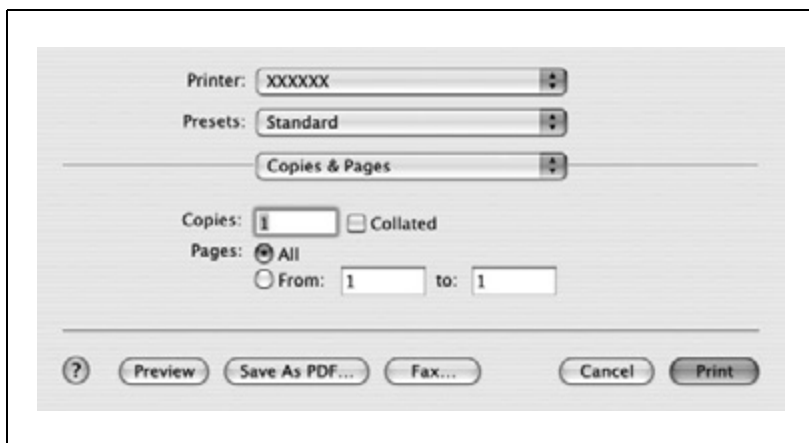 Printer: XXXXXX
Presets: Standard
Copies & Pages
Copies: 1 Collated
Pages: All
From: 1 to: 1
? Preview Save As PDF... Fax... Cancel Print